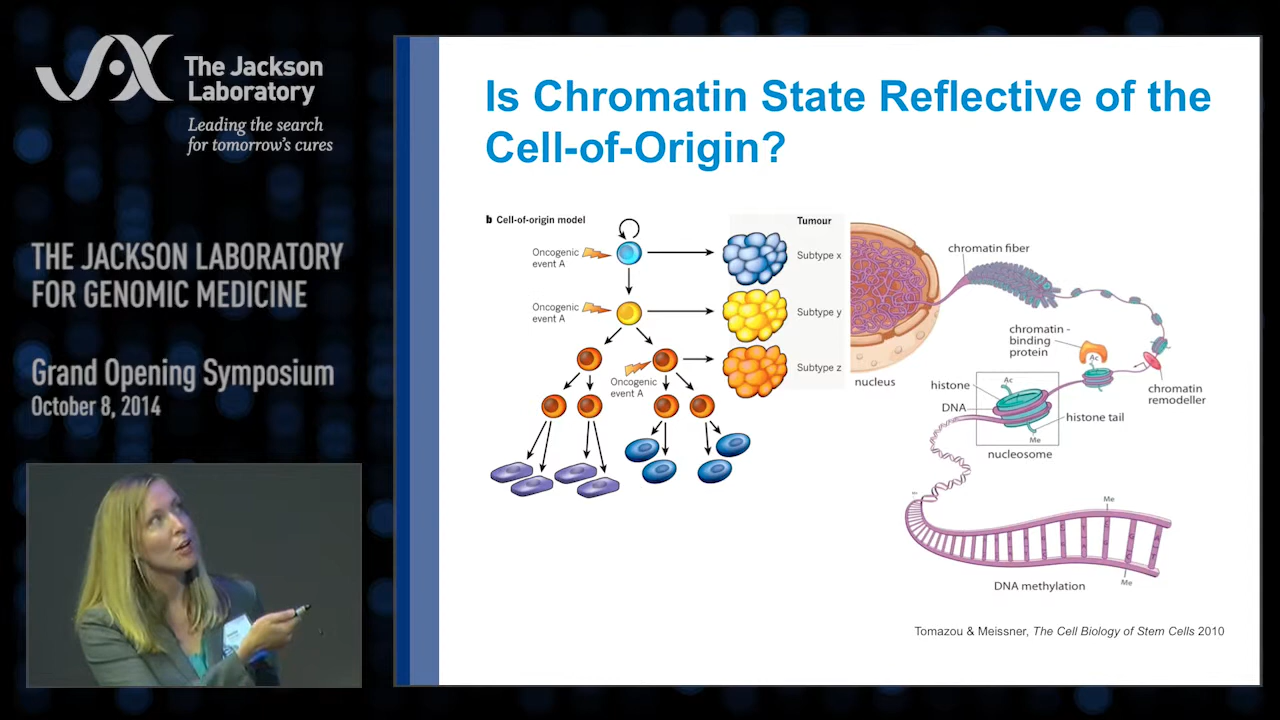 The Jackson
Laboratory
Leading the search
for tomorrow's cures
THE JACKSON LABORATORY
FOR GENOMIC MEDICINE
Grand Opening Symposium
October 8, 2014
Is Chromatin State Reflective of the
Cell-of-Origin?
b Cell-of-origin model
Tumour
Oncogenic
event A
Subtype x
Oncogenic
event A
Subtype y
Oncogenic
event A
Subtype z
nucleus
chromatin fiber
chromatin -
binding
protein
Ac
chromatin
remodeller
histone
Ac
DNA
histone tail
Me
nucleosome
Me
Me
DNA methylation
Tomazou & Meissner, The Cell Biology of Stem Cells 2010